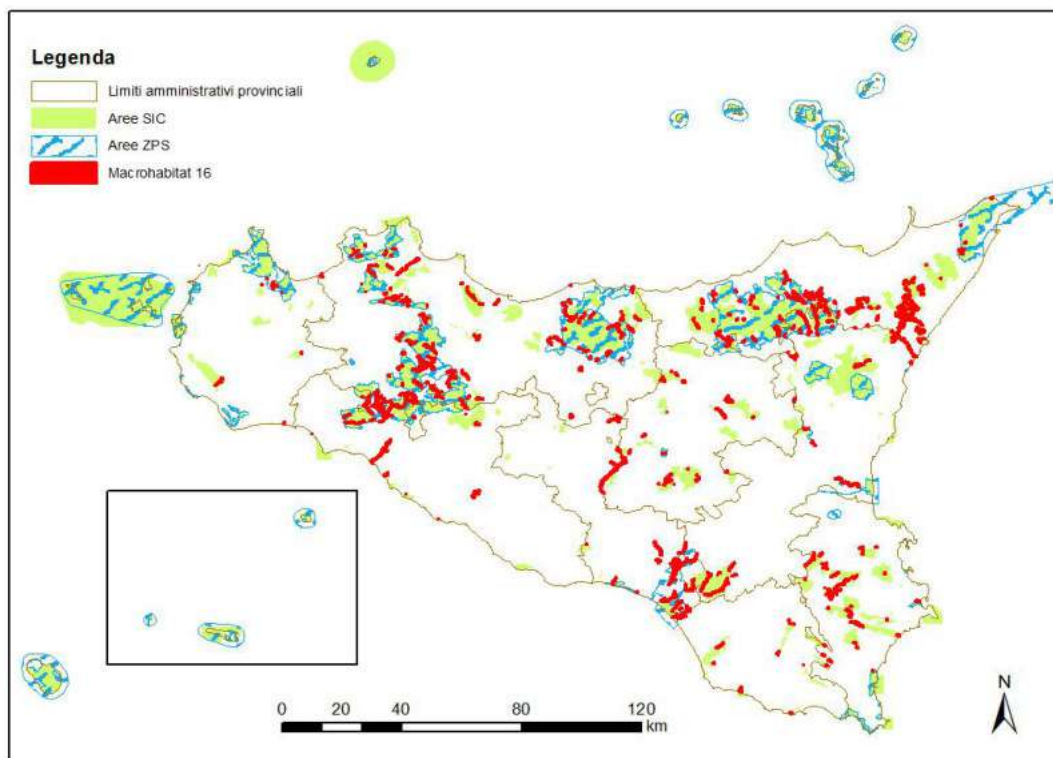 Legenda
Limiti amministrativi provinciali
Aree SIC
Aree ZPS
Macrohabitat 16
N
0 20 40 80 120
km